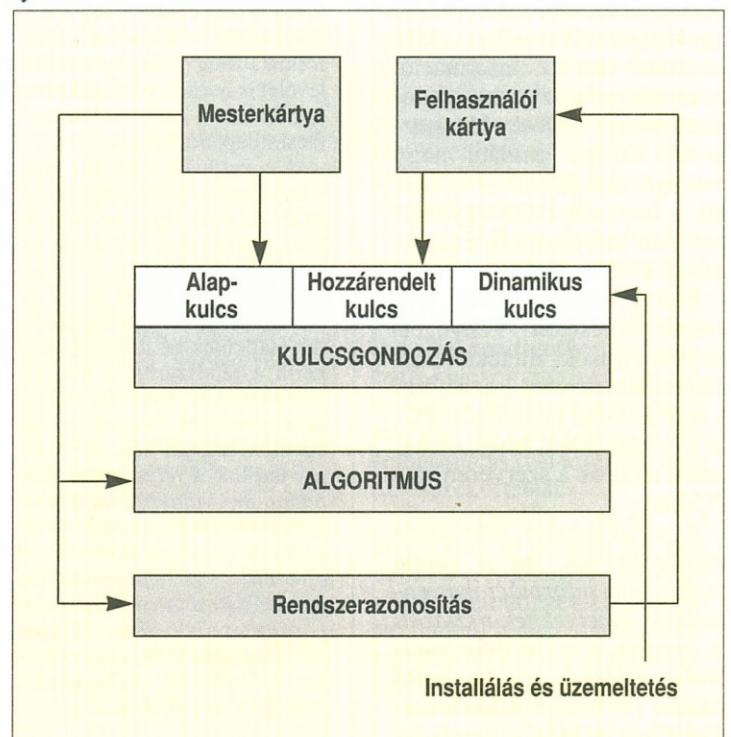 Mesterkártya
Felhasználói
kártya
Alap-
kulcs
Hozzárendelt
kulcs
Dinamikus
kulcs
KULCSGONDOZÁS
ALGORITMUS
Rendszerazonosítás
Installálás és üzemeltetés